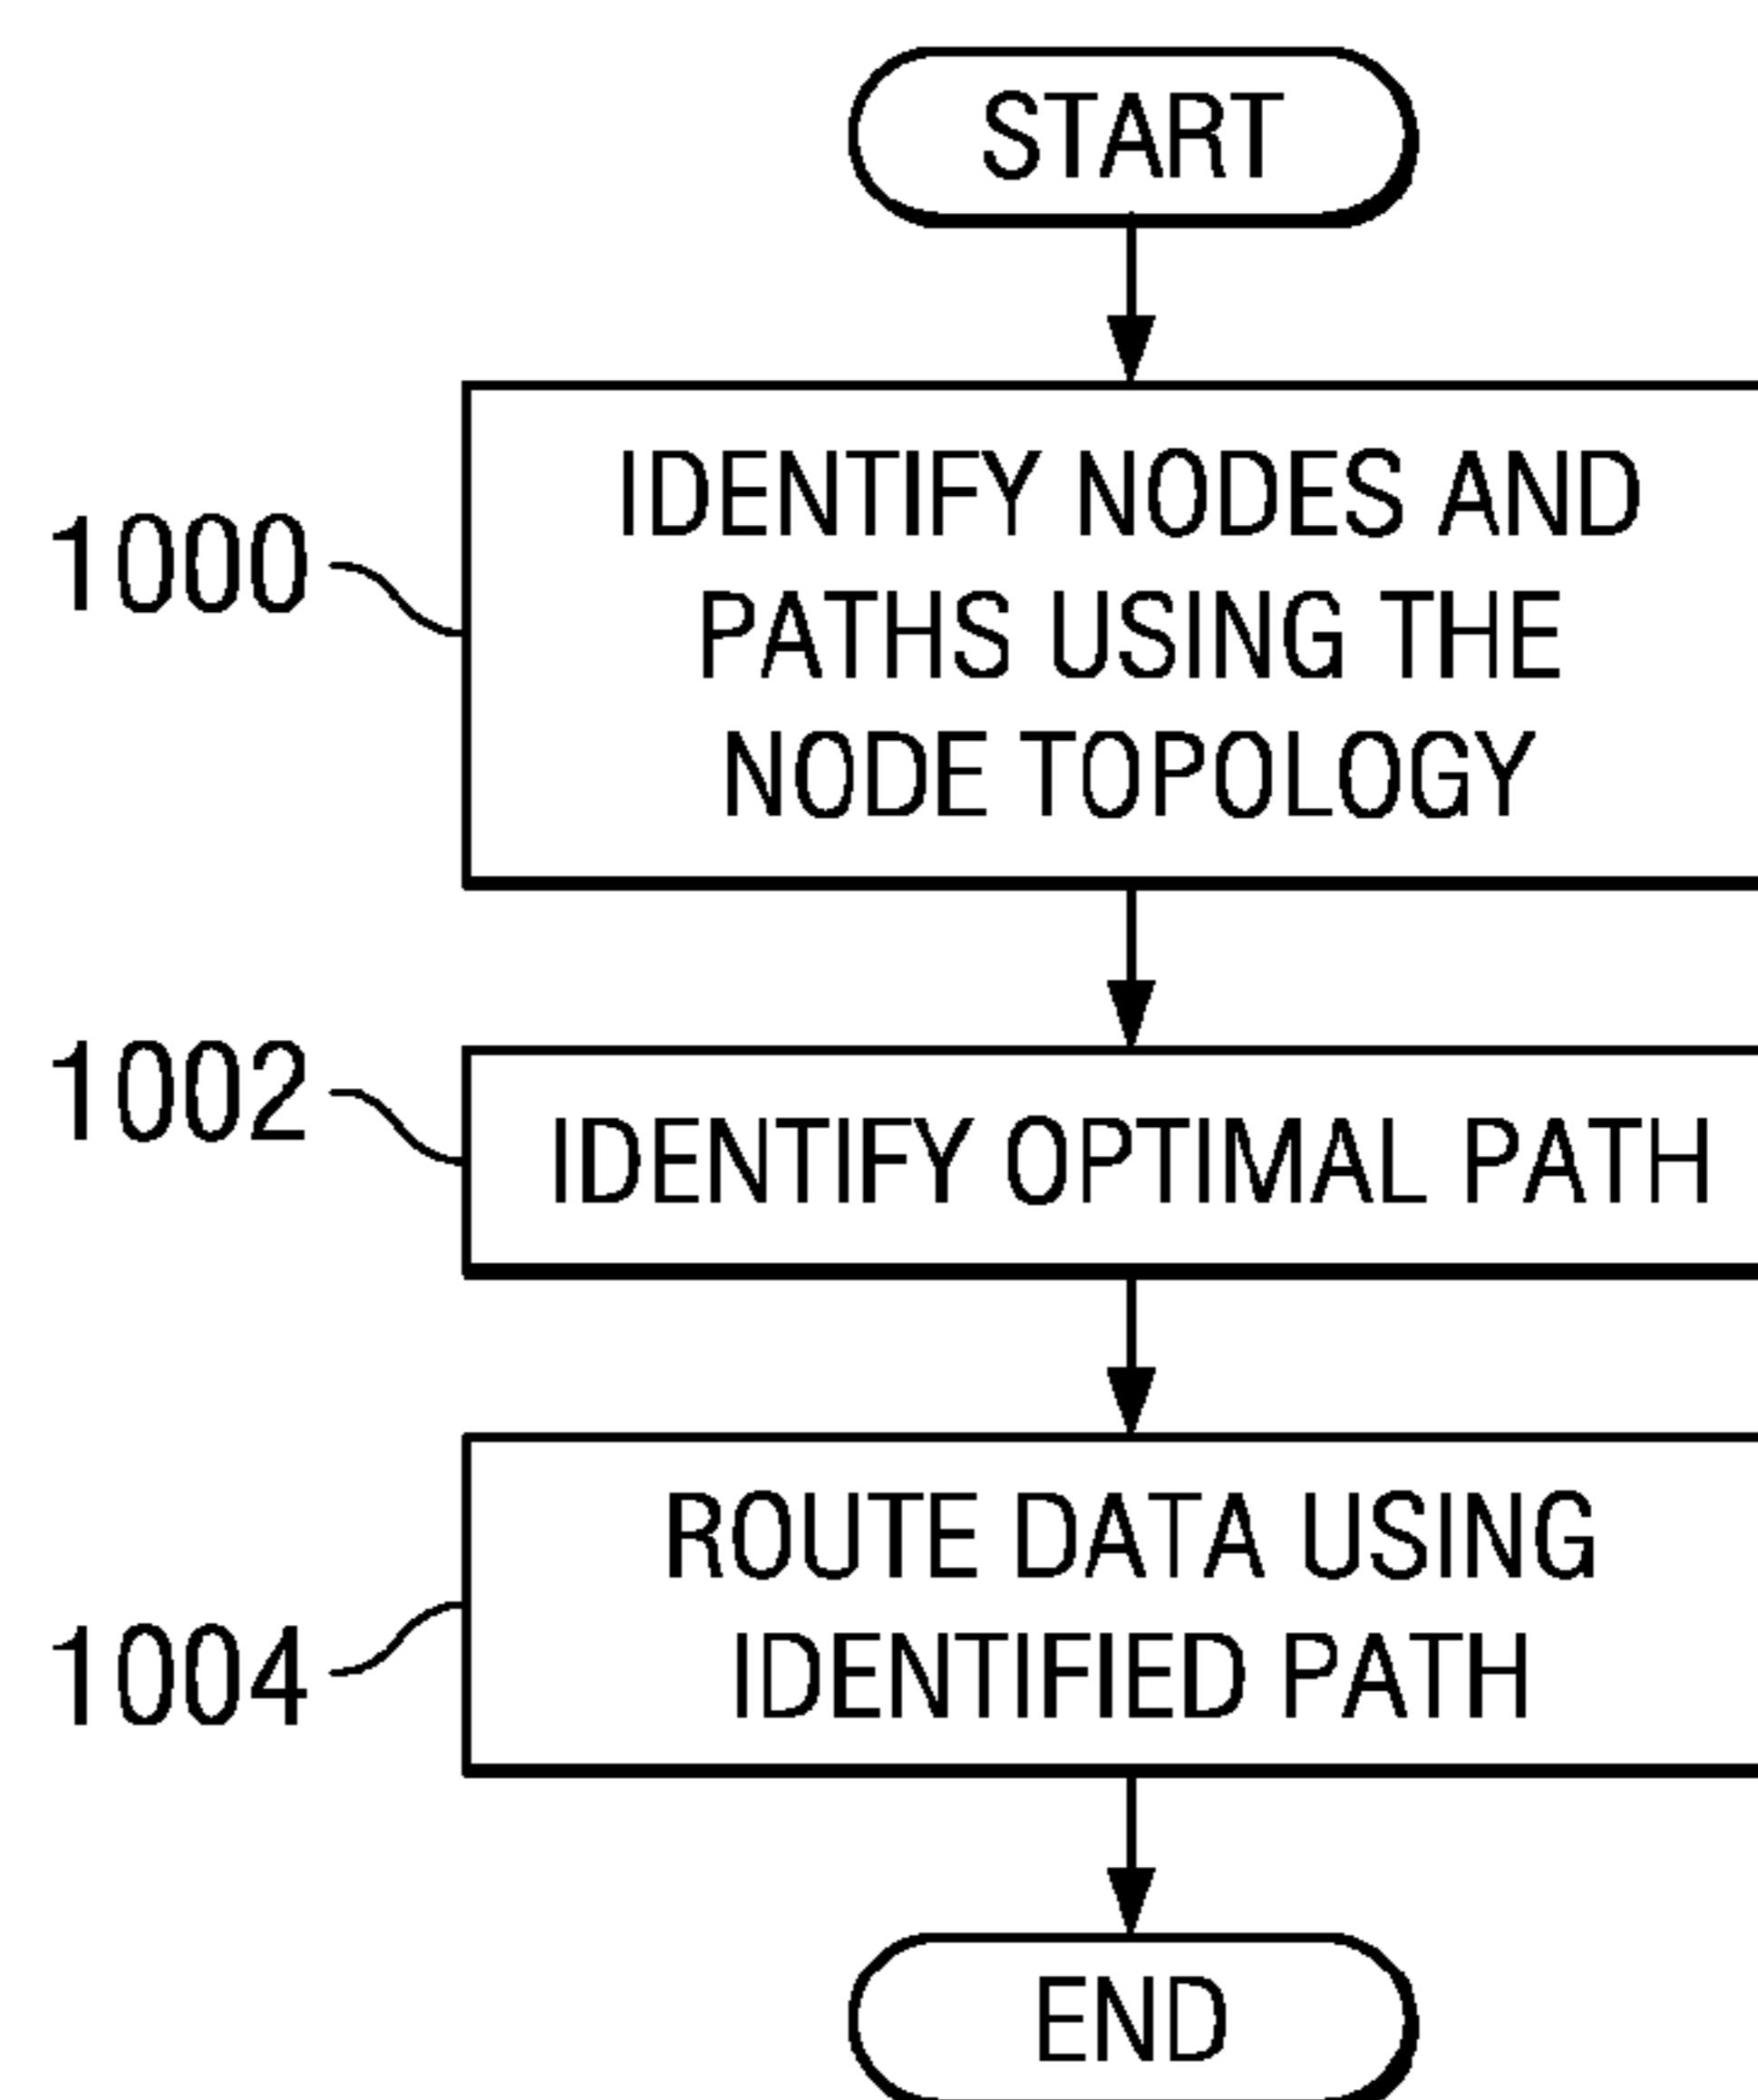 START
1000
IDENTIFY NODES AND
PATHS USING THE
NODE TOPOLOGY
1002
IDENTIFY OPTIMAL PATH
1004
ROUTE DATA USING
IDENTIFIED PATH
END